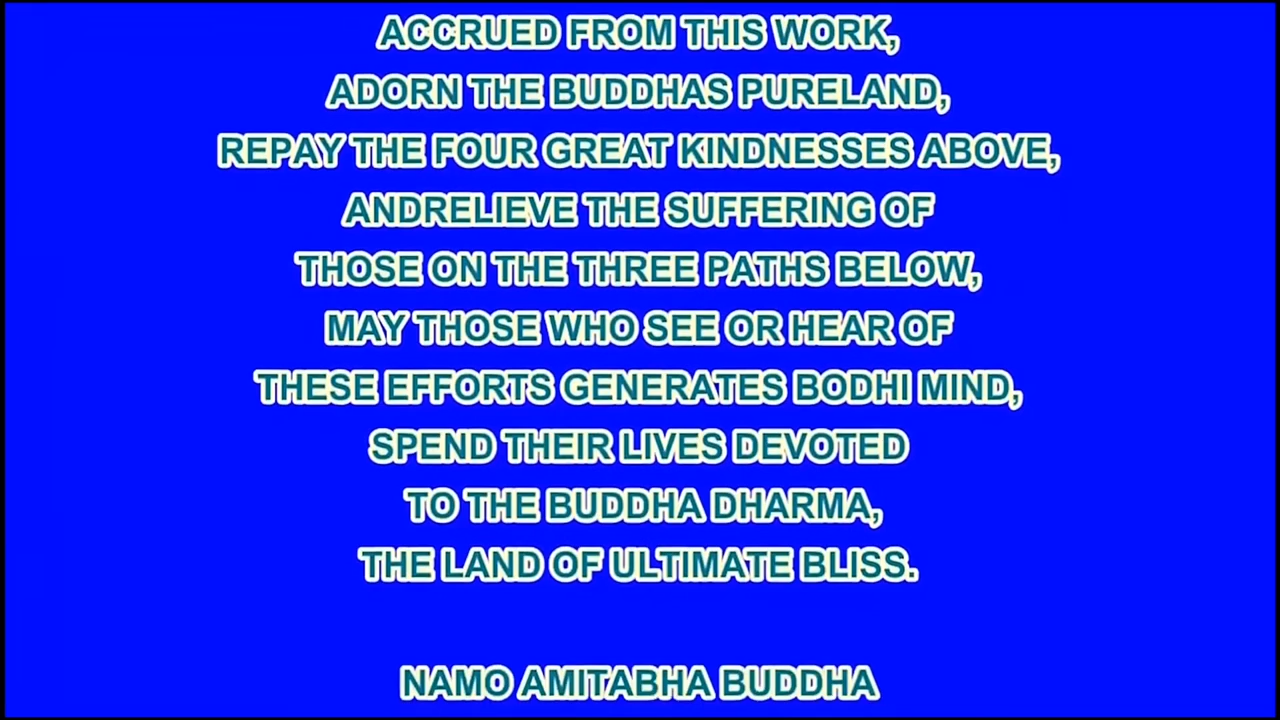 ACCRUED FROM THIS WORK,
ADORN THE BUDDHAS PURELAND,
REPAY THE FOUR GREAT KINDNESSES ABOVE,
ANDRELIEVE THE SUFFERING OF
THOSE ON THE THREE PATHS BELOW,
MAY THOSE WHO SEE OR HEAR OF
THESE EFFORTS GENERATES BODHI MIND,
SPEND THEIR LIVES DEVOTED
TO THE BUDDHA DHARMA,
THE LAND OF ULTIMATE BLISS.
NAMO AMITABHA BUDDHA